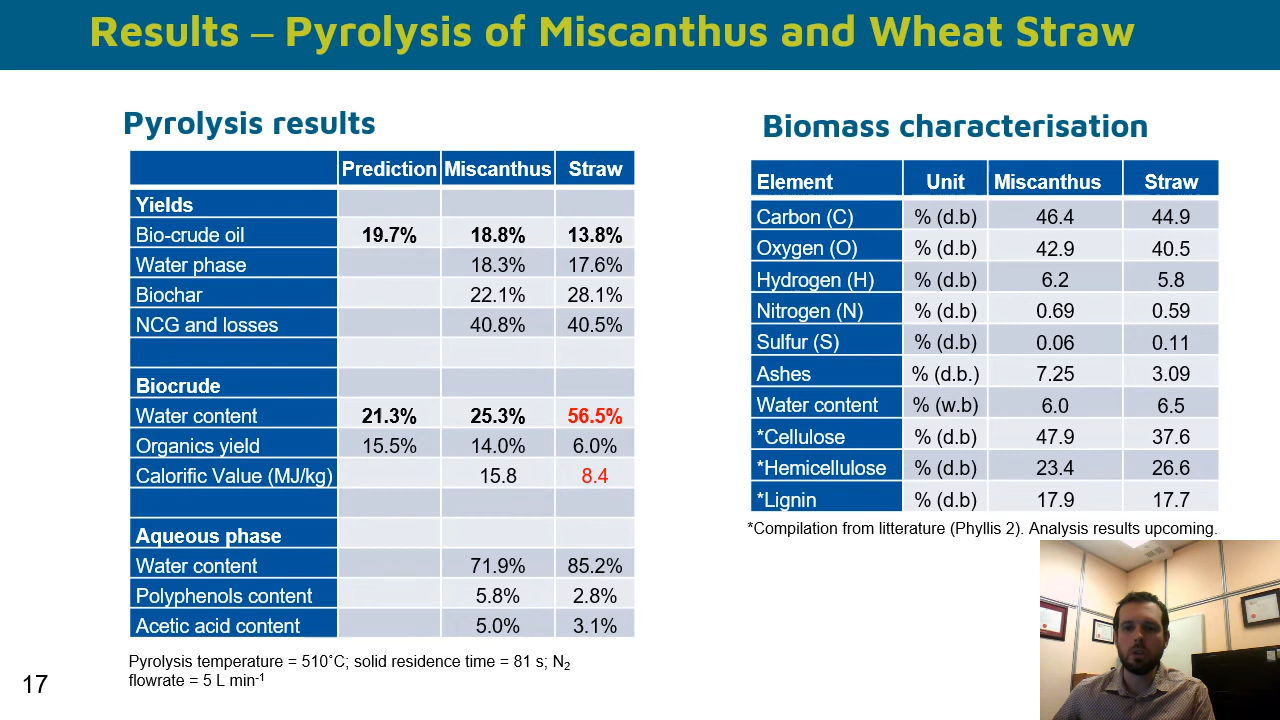 Results – Pyrolysis of Miscanthus and Wheat Straw
Pyrolysis results
Prediction Miscanthus Straw
Yields
Bio-crude oil 19.7% 18.8% 13.8%
Water phase 18.3% 17.6%
Biochar 22.1% 28.1%
NCG and losses 40.8% 40.5%
Biocrude
Water content 21.3% 25.3% 56.5%
Organics yield 15.5% 14.0% 6.0%
Calorific Value (MJ/kg) 15.8 8.4
Aqueous phase
Water content 71.9% 85.2%
Polyphenols content 5.8% 2.8%
Acetic acid content 5.0% 3.1%
Pyrolysis temperature = 510˚C; solid residence time = 81 s; N₂
flowrate = 5 L min⁻¹
Biomass characterisation
Element Unit Miscanthus Straw
Carbon (C) % (d.b) 46.4 44.9
Oxygen (O) % (d.b) 42.9 40.5
Hydrogen (H) % (d.b) 6.2 5.8
Nitrogen (N) % (d.b) 0.69 0.59
Sulfur (S) % (d.b) 0.06 0.11
Ashes % (d.b.) 7.25 3.09
Water content % (w.b) 6.0 6.5
*Cellulose % (d.b) 47.9 37.6
*Hemicellulose % (d.b) 23.4 26.6
*Lignin % (d.b) 17.9 17.7
*Compilation from litterature (Phyllis 2). Analysis results upcoming.
17